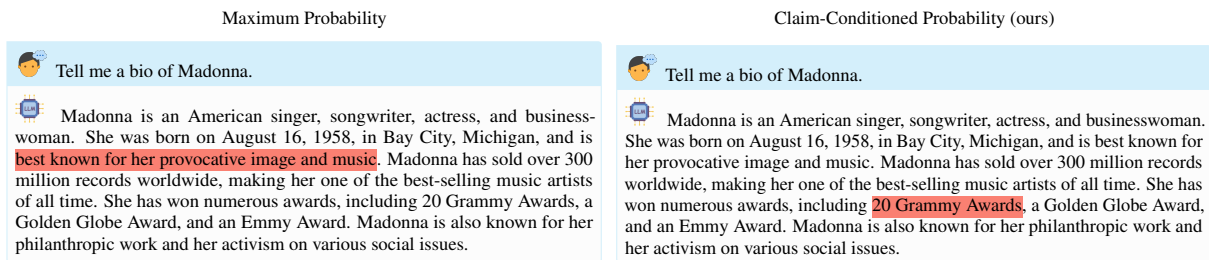 Maximum Probability
Tell me a bio of Madonna.
LLM
Madonna is an American singer, songwriter, actress, and business-
woman. She was born on August 16, 1958, in Bay City, Michigan, and is
best known for her provocative image and music. Madonna has sold over 300
million records worldwide, making her one of the best-selling music artists
of all time. She has won numerous awards, including 20 Grammy Awards, a
Golden Globe Award, and an Emmy Award. Madonna is also known for her
philanthropic work and her activism on various social issues.
Claim-Conditioned Probability (ours)
Tell me a bio of Madonna.
LLM
Madonna is an American singer, songwriter, actress, and businesswoman.
She was born on August 16, 1958, in Bay City, Michigan, and is best known for
her provocative image and music. Madonna has sold over 300 million records
worldwide, making her one of the best-selling music artists of all time. She has
won numerous awards, including 20 Grammy Awards, a Golden Globe Award,
and an Emmy Award. Madonna is also known for her philanthropic work and
her activism on various social issues.